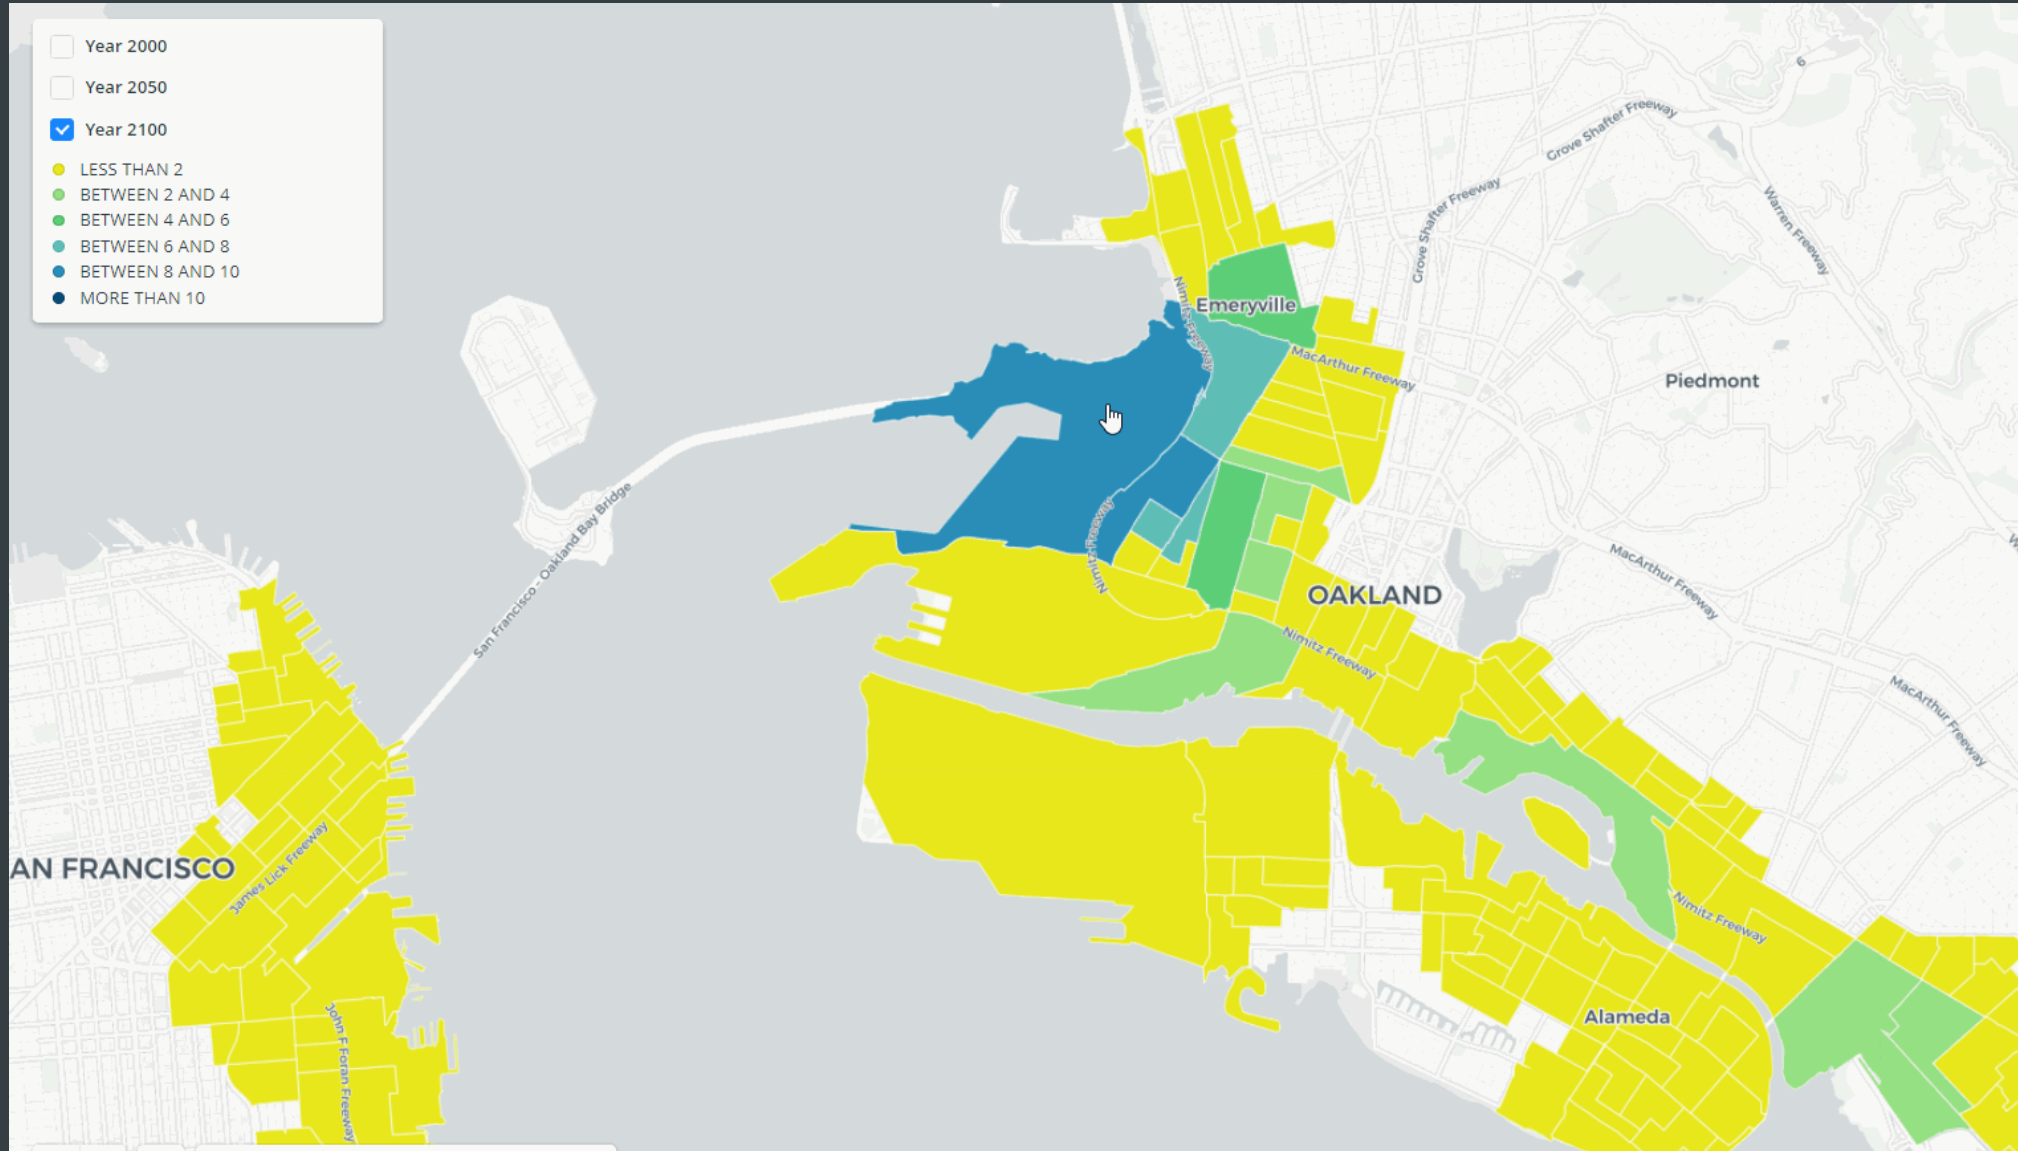 Year 2000
Year 2050
Year 2100
LESS THAN 2
BETWEEN 2 AND 4
BETWEEN 4 AND 6
BETWEEN 6 AND 8
BETWEEN 8 AND 10
MORE THAN 10
6
Grove Shafter Freeway
Grove Shafter Freeway
Warren Freeway
Nimitz Freeway
Emeryville
MacArthur Freeway
Piedmont
San Francisco - Oakland Bay Bridge
Nimitz Freeway
OAKLAND
MacArthur Freeway
Nimitz Freeway
MacArthur Freeway
AN FRANCISCO
James Lick Freeway
Nimitz Freeway
Alameda
John F Foran Freeway